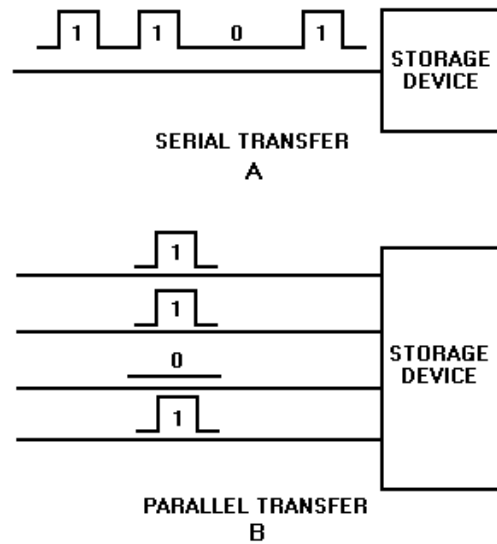 1 1 0 1
STORAGE
DEVICE
SERIAL TRANSFER
A
1
1
0
1
STORAGE
DEVICE
PARALLEL TRANSFER
B